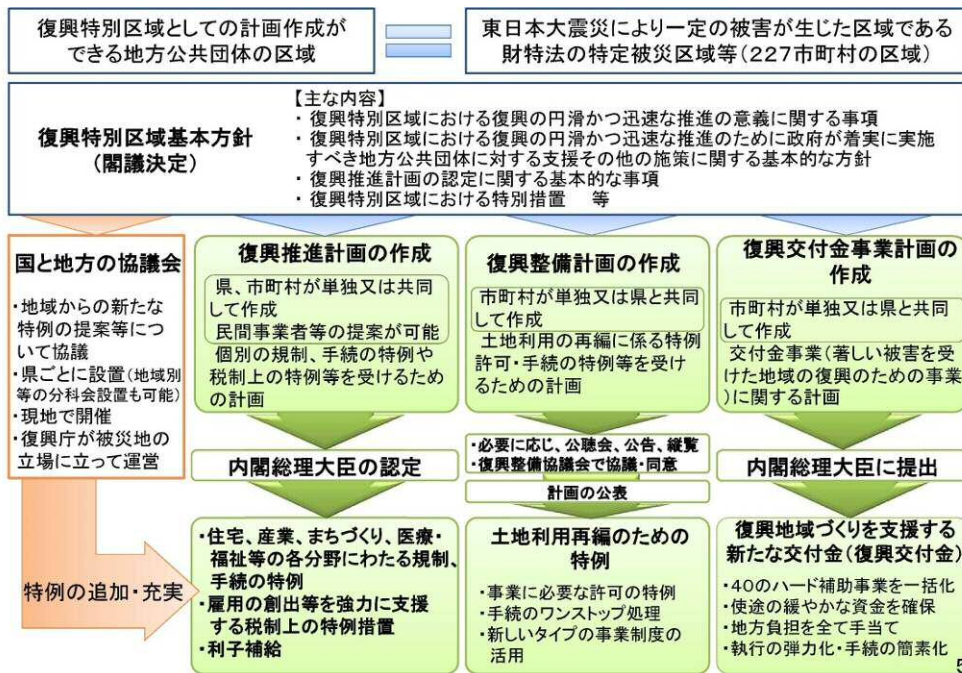 復興特別区域としての計画作成が
できる地方公共団体の区域
東日本大震災により一定の被害が生じた区域である
財特法の特定被災区域等(227市町村の区域)
復興特別区域基本方針
(閣議決定)
【主な内容】
・復興特別区域における復興の円滑かつ迅速な推進の意義に関する事項
・復興特別区域における復興の円滑かつ迅速な推進のために政府が着実に実施
すべき地方公共団体に対する支援その他の施策に関する基本的な方針
・復興推進計画の認定に関する基本的な事項
・復興特別区域における特別措置 等
国と地方の協議会
・地域からの新たな
特例の提案等につ
いて協議
・県ごとに設置(地域別
等の分科会設置も可能)
・現地で開催
・復興庁が被災地の
立場に立って運営
特例の追加・充実
復興推進計画の作成
県、市町村が単独又は共同
して作成
民間事業者等の提案が可能
個別の規制、手続の特例や
税制上の特例等を受けるため
の計画
内閣総理大臣の認定
・住宅、産業、まちづくり、医療・
福祉等の各分野にわたる規制、
手続の特例
・雇用の創出等を強力に支援
する税制上の特例措置
・利子補給
復興整備計画の作成
市町村が単独又は県と共同
して作成
土地利用の再編に係る特例
許可・手続の特例等を受け
るための計画
・必要に応じ、公聴会、公告、縦覧
・復興整備協議会で協議・同意
計画の公表
土地利用再編のための
特例
・事業に必要な許可の特例
・手続のワンストップ処理
・新しいタイプの事業制度の
活用
復興交付金事業計画の
作成
市町村が単独又は県と共同
して作成
交付金事業(著しい被害を受
けた地域の復興のための事業
)に関する計画
内閣総理大臣に提出
復興地域づくりを支援する
新たな交付金(復興交付金)
・40のハード補助事業を一括化
・使途の緩やかな資金を確保
・地方負担を全て手当て
・執行の弾力化・手続の簡素化
5